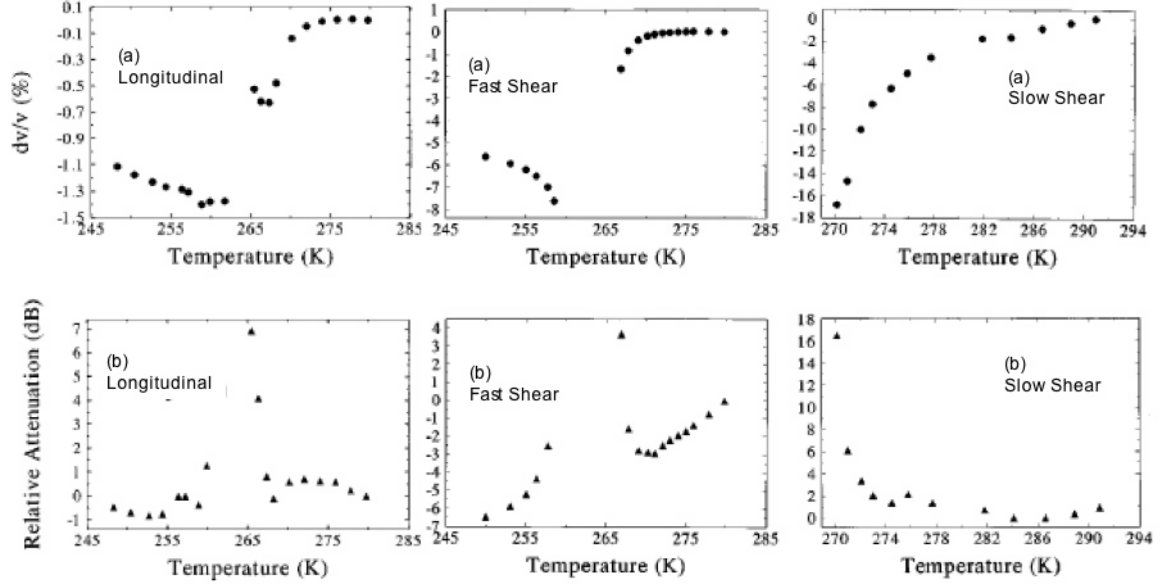 dv/v (%)
0.1
-0.1
-0.3
-0.5
-0.7
-0.9
-1.1
-1.3
-1.5
(a)
Longitudinal
245 255 265 275 285
Temperature (K)
1
0
-1
-2
-3
-4
-5
-6
-7
-8
(a)
Fast Shear
245 255 265 275 285
Temperature (K)
0
-2
-4
-6
-8
-10
-12
-14
-16
-18
(a)
Slow Shear
270 274 278 282 286 290 294
Temperature (K)
Relative Attenuation (dB)
7
6
5
4
3
2
1
0
-1
(b)
Longitudinal
245 255 265 275 285
Temperature (K)
4
3
2
1
0
-1
-2
-3
-4
-5
-6
-7
(b)
Fast Shear
245 255 265 275 285
Temperature (K)
18
16
14
12
10
8
6
4
2
0
(b)
Slow Shear
270 274 278 282 286 290 294
Temperature (K)